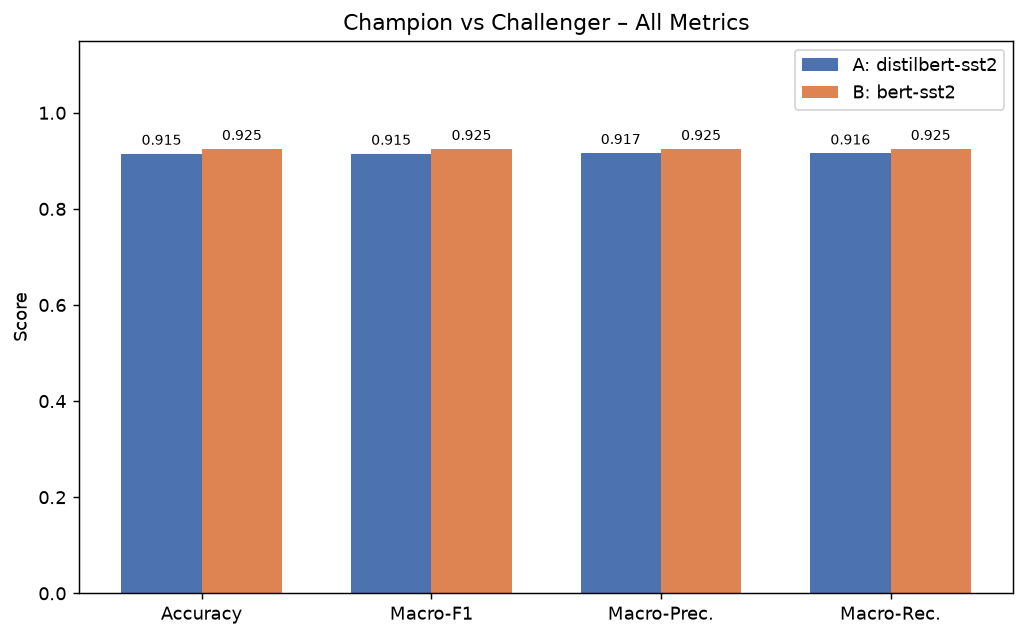 Champion vs Challenger – All Metrics
A: distilbert-sst2
B: bert-sst2
Score
1.0
0.8
0.6
0.4
0.2
0.0
0.915 0.925 0.915 0.925 0.917 0.925 0.916 0.925
Accuracy Macro-F1 Macro-Prec. Macro-Rec.